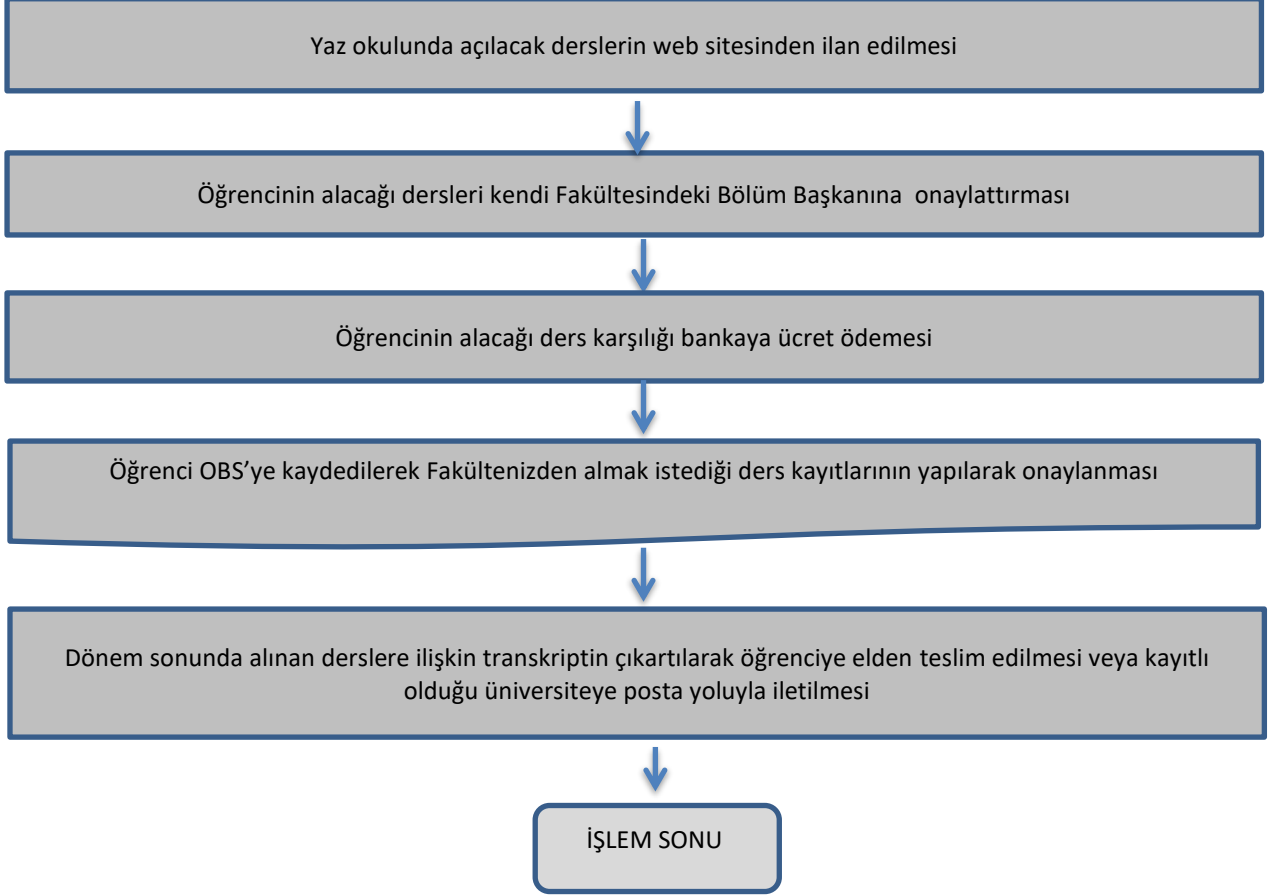 Yaz okulunda açılacak derslerin web sitesinden ilan edilmesi
Öğrencinin alacağı dersleri kendi Fakültesindeki Bölüm Başkanına  onaylattırması
Öğrencinin alacağı ders karşılığı bankaya ücret ödemesi
Öğrenci OBS’ye kaydedilerek Fakültenizden almak istediği ders kayıtlarının yapılarak onaylanması
Dönem sonunda alınan derslere ilişkin transkriptin çıkartılarak öğrenciye elden teslim edilmesi veya kayıtlı
olduğu üniversiteye posta yoluyla iletilmesi
İŞLEM SONU